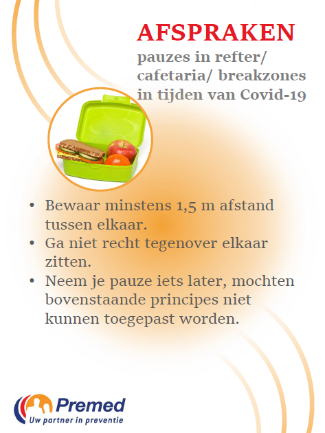 AFSPRAKEN
pauzes in refter/
cafetaria/ breakzones
in tijden van Covid-19
• Bewaar minstens 1,5 m afstand
tussen elkaar.
• Ga niet recht tegenover elkaar
zitten.
• Neem je pauze iets later, mochten
bovenstaande principes niet
kunnen toegepast worden.
Premed
Uw partner in preventie